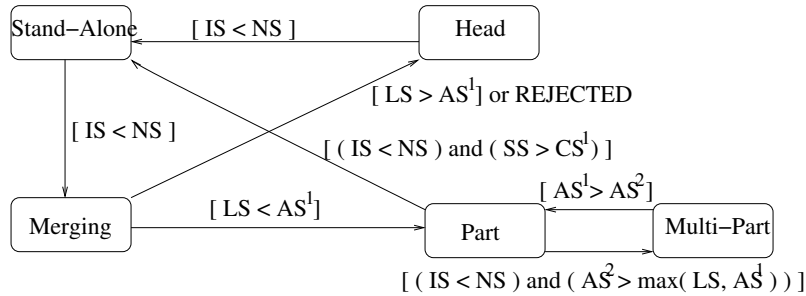 Stand−Alone
[ IS < NS ]
Head
[ LS > AS¹] or REJECTED
[ IS < NS ]
[ ( IS < NS ) and ( SS > CS¹) ]
[ AS¹> AS²]
Merging
[ LS < AS¹]
Part
Multi−Part
[ ( IS < NS ) and ( AS²> max( LS, AS¹) ) ]